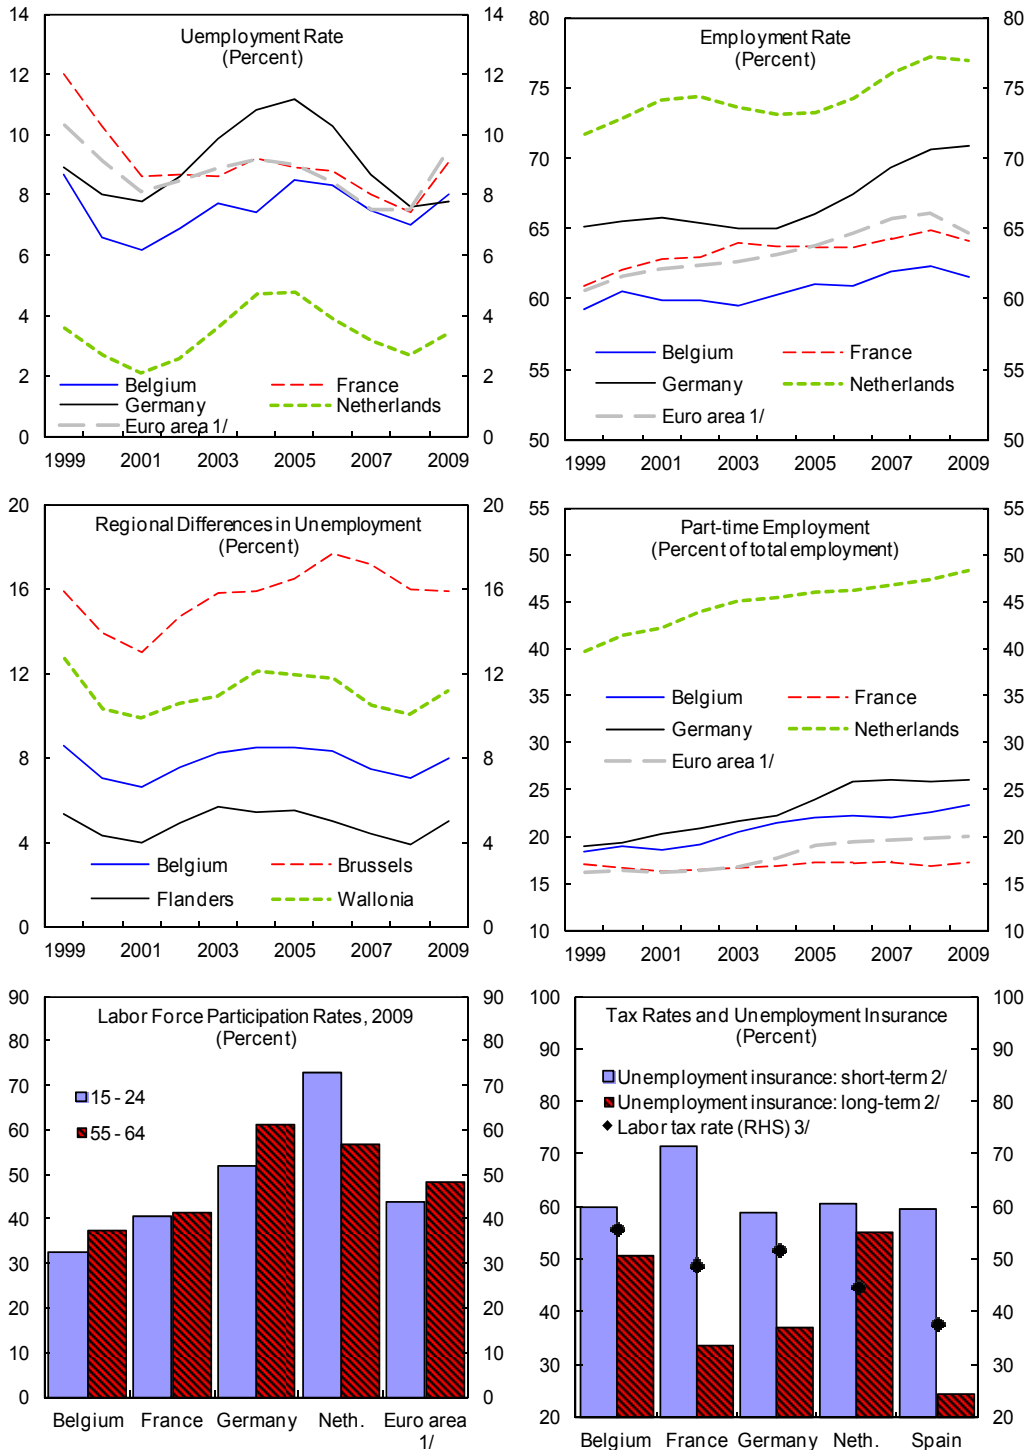 Uemployment Rate
(Percent)
14 12 10 8 6 4 2 0
14 12 10 8 6 4 2 0
Belgium France
Germany Netherlands
Euro area 1/
1999 2001 2003 2005 2007 2009
Employment Rate
(Percent)
80 75 70 65 60 55 50
80 75 70 65 60 55 50
Belgium France
Germany Netherlands
Euro area 1/
1999 2001 2003 2005 2007 2009
Regional Differences in Unemployment
(Percent)
20 16 12 8 4 0
20 16 12 8 4 0
Belgium Brussels
Flanders Wallonia
1999 2001 2003 2005 2007 2009
Part-time Employment
(Percent of total employment)
55 50 45 40 35 30 25 20 15 10
55 50 45 40 35 30 25 20 15 10
Belgium France
Germany Netherlands
Euro area 1/
1999 2001 2003 2005 2007 2009
Labor Force Participation Rates, 2009
(Percent)
90 80 70 60 50 40 30 20 10 0
90 80 70 60 50 40 30 20 10 0
15 - 24
55 - 64
Belgium France Germany Neth. Euro area
1/
Tax Rates and Unemployment Insurance
(Percent)
100 90 80 70 60 50 40 30 20
100 90 80 70 60 50 40 30 20
Unemployment insurance: short-term 2/
Unemployment insurance: long-term 2/
Labor tax rate (RHS) 3/
Belgium France Germany Neth. Spain